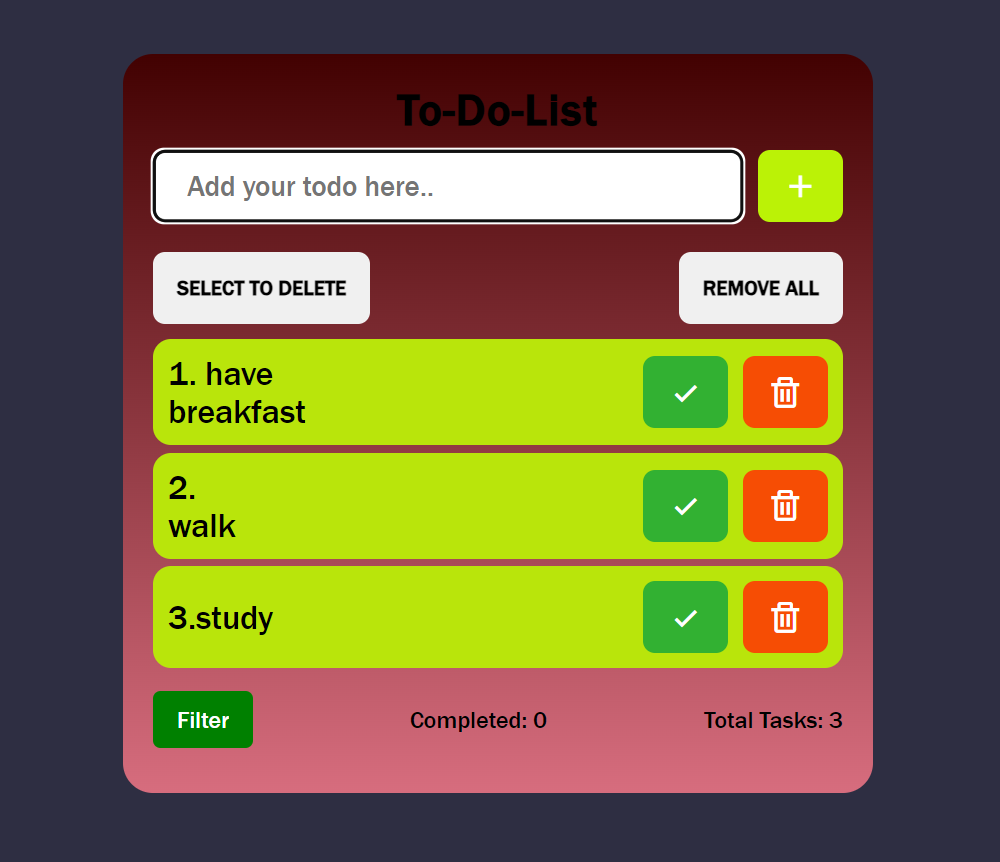 To-Do-List
Add your todo here..
+
SELECT TO DELETE
REMOVE ALL
1. have
breakfast
2.
walk
3.study
Filter
Completed: 0
Total Tasks: 3